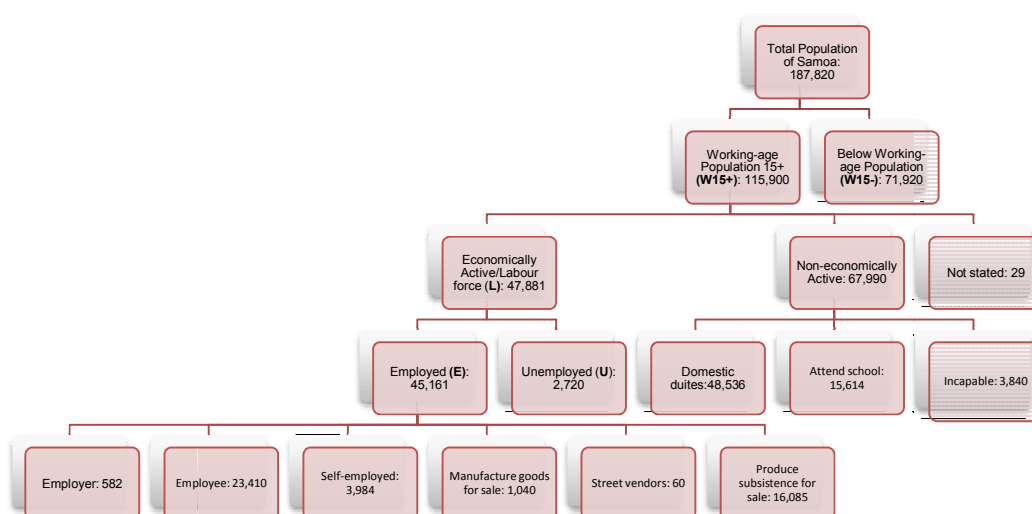 Total Population
of Samoa:
187,820
Working-age
Population 15+
(W15+): 115,900
Below Working-
age Population
(W15-): 71,920
Economically
Active/Labour
force (L): 47,881
Non-economically
Active: 67,990
Not stated: 29
Employed (E):
45,161
Unemployed (U):
2,720
Domestic
duites:48,536
Attend school:
15,614
Incapable: 3,840
Employer: 582
Employee: 23,410
Self-employed:
3,984
Manufacture goods
for sale: 1,040
Street vendors: 60
Produce
subsistence for
sale: 16,085